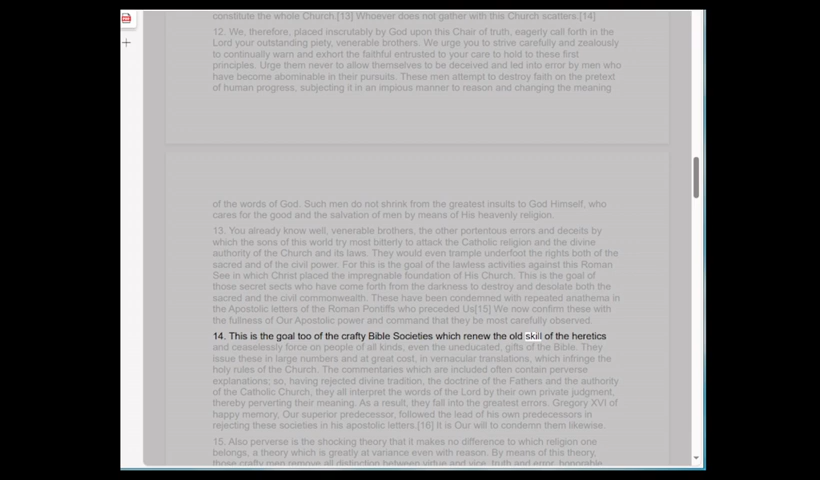 constitute the whole Church.[13] Whoever does not gather with this Church scatters.[14]
12. We, therefore, placed inscrutably by God upon this Chair of truth, eagerly call forth in the
Lord your outstanding piety, venerable brothers. We urge you to strive carefully and zealously
to continually warn and exhort the faithful entrusted to your care to hold to these first
principles. Urge them never to allow themselves to be deceived and led into error by men who
have become abominable in their pursuits. These men attempt to destroy faith on the pretext
of human progress, subjecting it in an impious manner to reason and changing the meaning
of the words of God. Such men do not shrink from the greatest insults to God Himself, who
cares for the good and the salvation of men by means of His heavenly religion.
13. You already know well, venerable brothers, the other portentous errors and deceits by
which the sons of this world try most bitterly to attack the Catholic religion and the divine
authority of the Church and its laws. They would even trample underfoot the rights both of the
sacred and of the civil power. For this is the goal of the lawless activities against this Roman
See in which Christ placed the impregnable foundation of His Church. This is the goal of
those secret sects who have come forth from the darkness to destroy and desolate both the
sacred and the civil commonwealth. These have been condemned with repeated anathema in
the Apostolic letters of the Roman Pontiffs who preceded Us[15] We now confirm these with
the fullness of Our Apostolic power and command that they be most carefully observed.
14. This is the goal too of the crafty Bible Societies which renew the old skill of the heretics
and ceaselessly force on people of all kinds, even the uneducated, gifts of the Bible. They
issue these in large numbers and at great cost, in vernacular translations, which infringe the
holy rules of the Church. The commentaries which are included often contain perverse
explanations; so, having rejected divine tradition, the doctrine of the Fathers and the authority
of the Catholic Church, they all interpret the words of the Lord by their own private judgment,
thereby perverting their meaning. As a result, they fall into the greatest errors. Gregory XVI of
happy memory, Our superior predecessor, followed the lead of his own predecessors in
rejecting these societies in his apostolic letters.[16] It is Our will to condemn them likewise.
15. Also perverse is the shocking theory that it makes no difference to which religion one
belongs, a theory which is greatly at variance even with reason. By means of this theory,
those crafty men remove all distinction between virtue and vice, truth and error, honorable